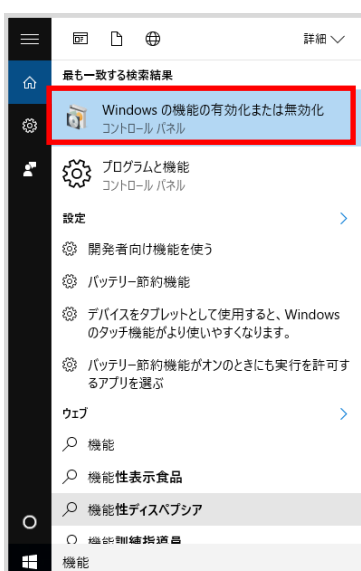 詳細
最も一致する検索結果
Windows の機能の有効化または無効化
コントロール パネル
プログラムと機能
コントロール パネル
設定
開発者向け機能を使う
バッテリー節約機能
デバイスをタブレットとして使用すると、Windows
のタッチ機能がより使いやすくなります。
バッテリー節約機能がオンのときにも実行を許可す
るアプリを選ぶ
ウェブ
機能
機能性表示食品
機能性ディスペプシア
機能訓練指導員
機能